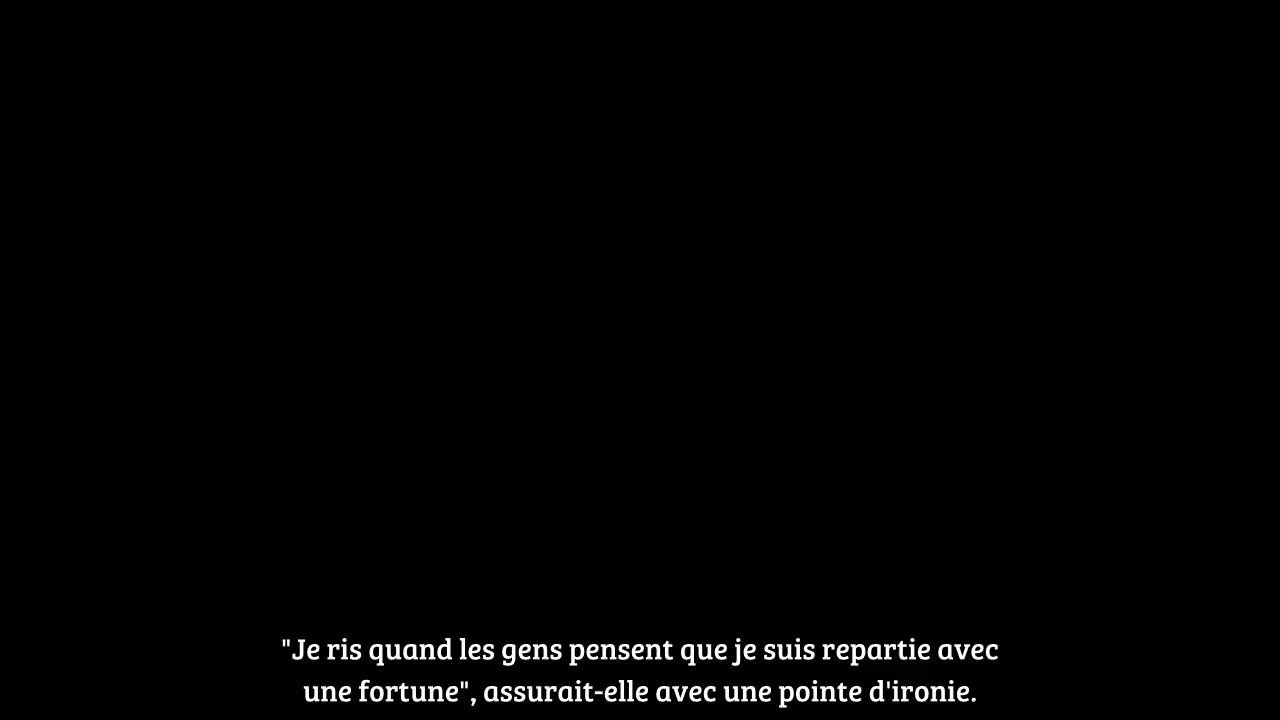 "Je ris quand les gens pensent que je suis repartie avec
une fortune", assurait-elle avec une pointe d'ironie.